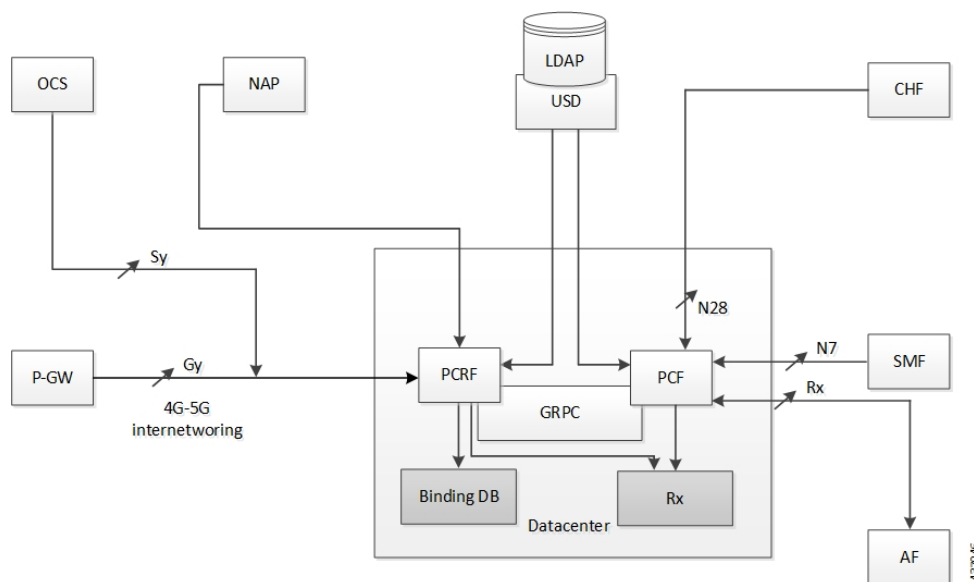 LDAP
OCS
NAP
USD
CHF
Sy
N28
Gy
N7
P-GW
PCRF
PCF
SMF
Rx
4G-5G
internetworing
GRPC
Binding DB
Rx
Datacenter
AF